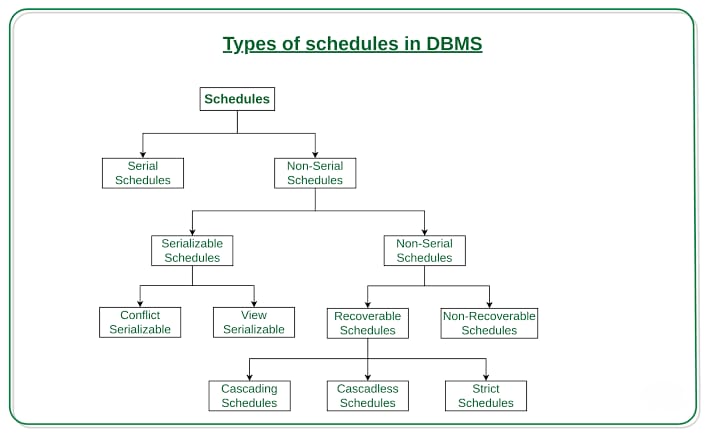 Types of schedules in DBMS
Schedules
Serial
Schedules
Non-Serial
Schedules
Serializable
Schedules
Non-Serial
Schedules
Conflict
Serializable
View
Serializable
Recoverable
Schedules
Non-Recoverable
Schedules
Cascading
Schedules
Cascadless
Schedules
Strict
Schedules